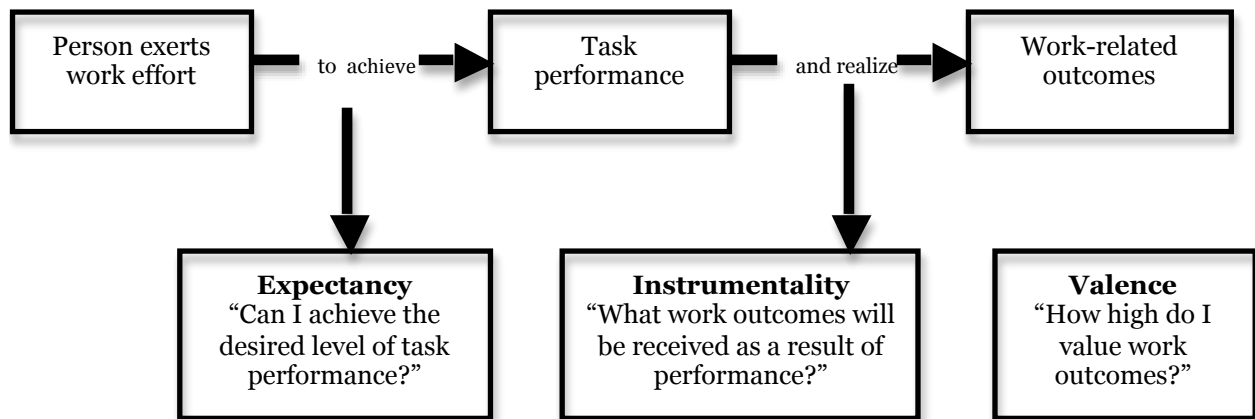 Person exerts
work effort
to achieve
Task
performance
and realize
Work-related
outcomes
Expectancy
“Can I achieve the
desired level of task
performance?”
Instrumentality
“What work outcomes will
be received as a result of
performance?”
Valence
“How high do I
value work
outcomes?”